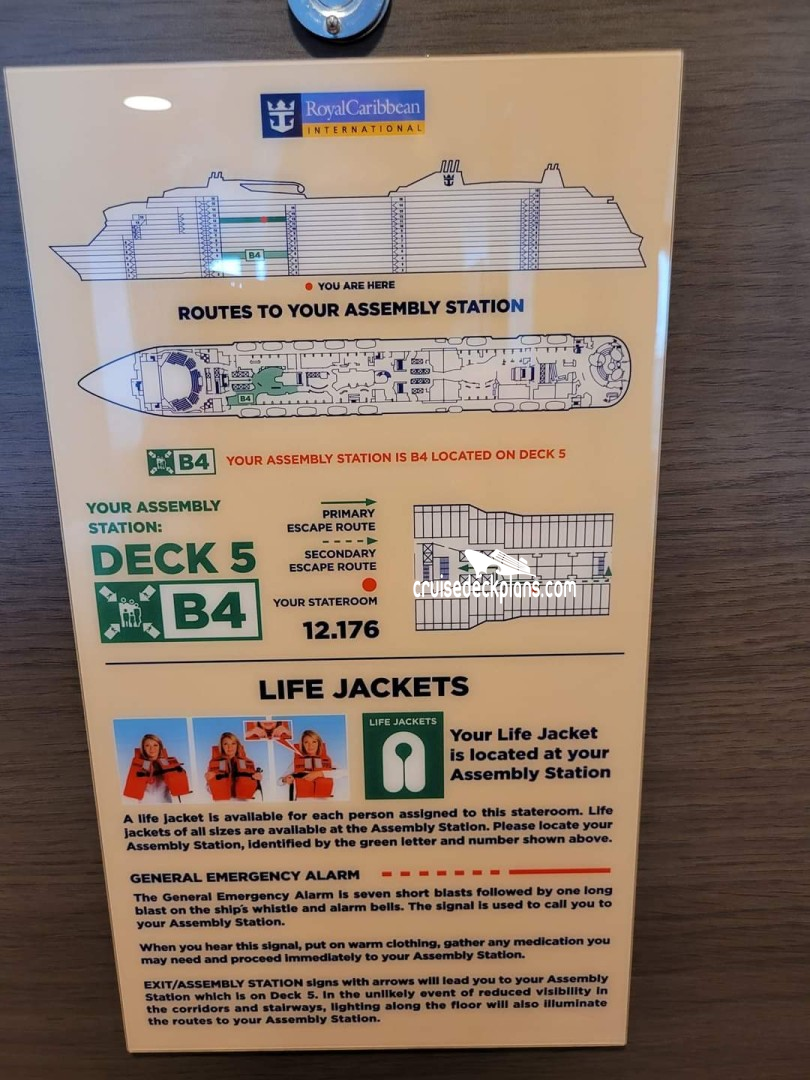 RoyalCaribbean
INTERNATIONAL
B4
YOU ARE HERE
ROUTES TO YOUR ASSEMBLY STATION
B4
B4
YOUR ASSEMBLY STATION IS B4 LOCATED ON DECK 5
YOUR ASSEMBLY
STATION:
DECK 5
B4
PRIMARY
ESCAPE ROUTE
SECONDARY
ESCAPE ROUTE
YOUR STATEROOM
12.176
cruisedeckplans.com
LIFE JACKETS
LIFE JACKETS
Your Life Jacket
is located at your
Assembly Station
A life jacket is available for each person assigned to this stateroom. Life
jackets of all sizes are available at the Assembly Station. Please locate your
Assembly Station, identified by the green letter and number shown above.
GENERAL EMERGENCY ALARM
The General Emergency Alarm is seven short blasts followed by one long
blast on the ship's whistle and alarm bells. The signal is used to call you to
your Assembly Station.
When you hear this signal, put on warm clothing, gather any medication you
may need and proceed immediately to your Assembly Station.
EXIT/ASSEMBLY STATION signs with arrows will lead you to your Assembly
Station which is on Deck 5. In the unlikely event of reduced visibility in
the corridors and stairways, lighting along the floor will also illuminate
the routes to your Assembly Station.